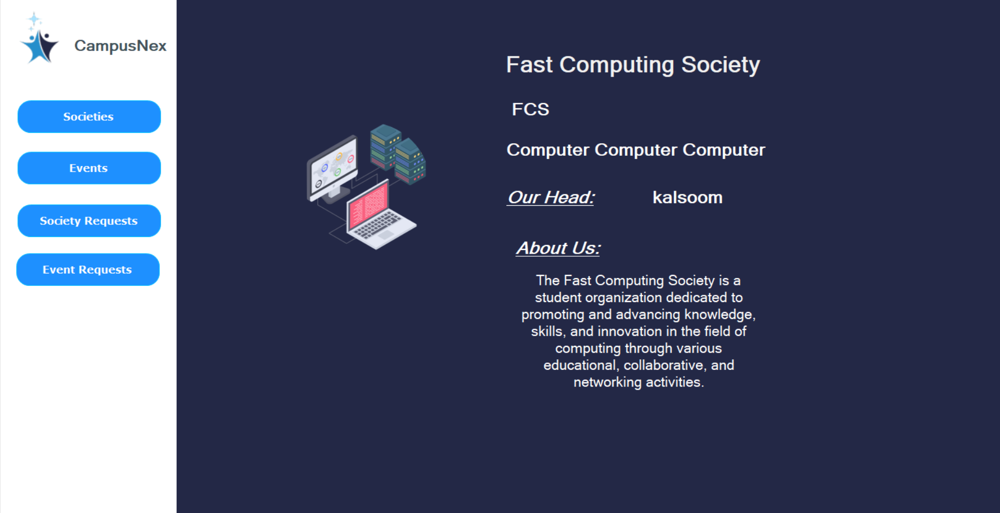 CampusNex
Societies
Events
Society Requests
Event Requests
Fast Computing Society
FCS
Computer Computer Computer
Our Head: kalsoom
About Us:
The Fast Computing Society is a
student organization dedicated to
promoting and advancing knowledge,
skills, and innovation in the field of
computing through various
educational, collaborative, and
networking activities.